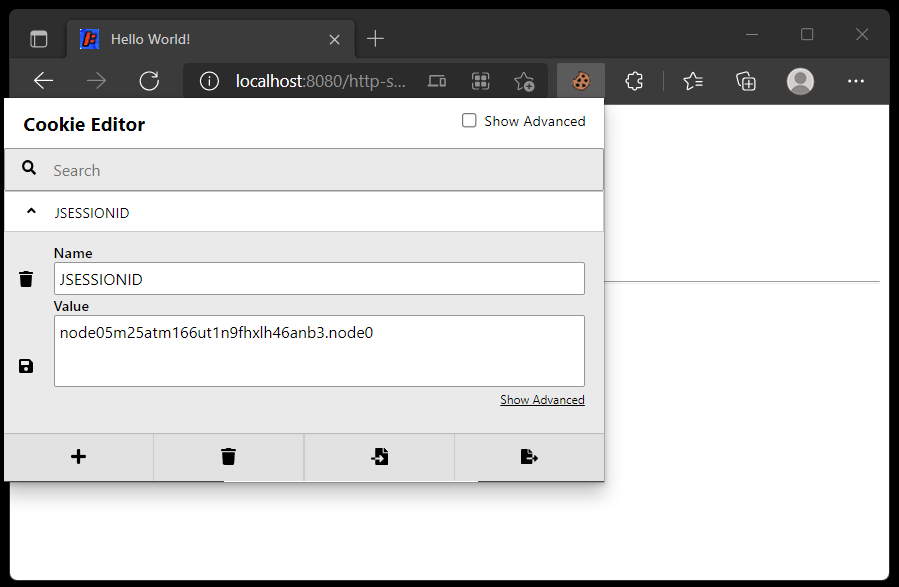 Hello World!
localhost:8080/http-s...
Cookie Editor
Show Advanced
Search
JSESSIONID
Name
JSESSIONID
Value
node05m25atm166ut1n9fhxlh46anb3.node0
Show Advanced